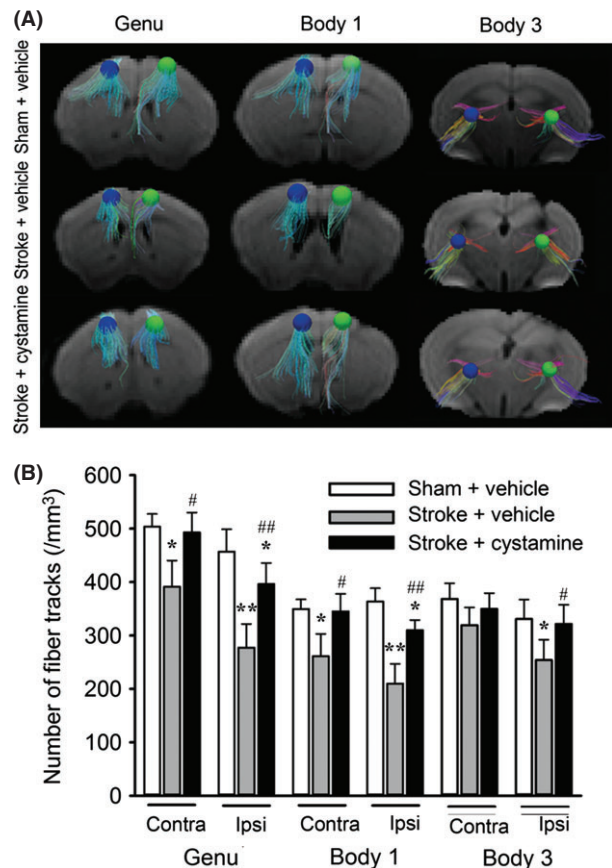 (A)
Genu Body 1 Body 3
Sham + vehicle
Stroke + vehicle
Stroke + cystamine
(B)
Number of fiber tracks (/mm³)
600
500
400
300
200
100
0
Sham + vehicle
Stroke + vehicle
Stroke + cystamine
* # ** ## * * # ** ## * * #
Contra Ipsi Contra Ipsi Contra Ipsi
Genu Body 1 Body 3